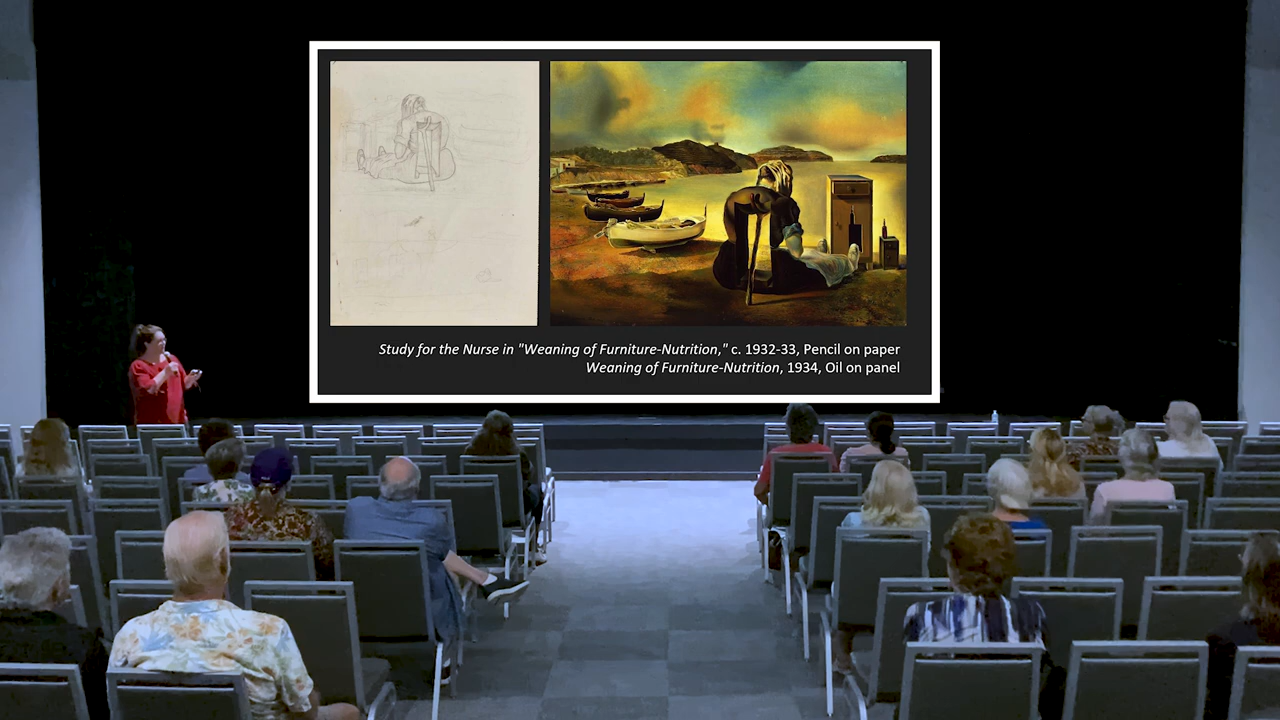 Study for the Nurse in "Weaning of Furniture-Nutrition," c. 1932-33, Pencil on paper
Weaning of Furniture-Nutrition, 1934, Oil on panel